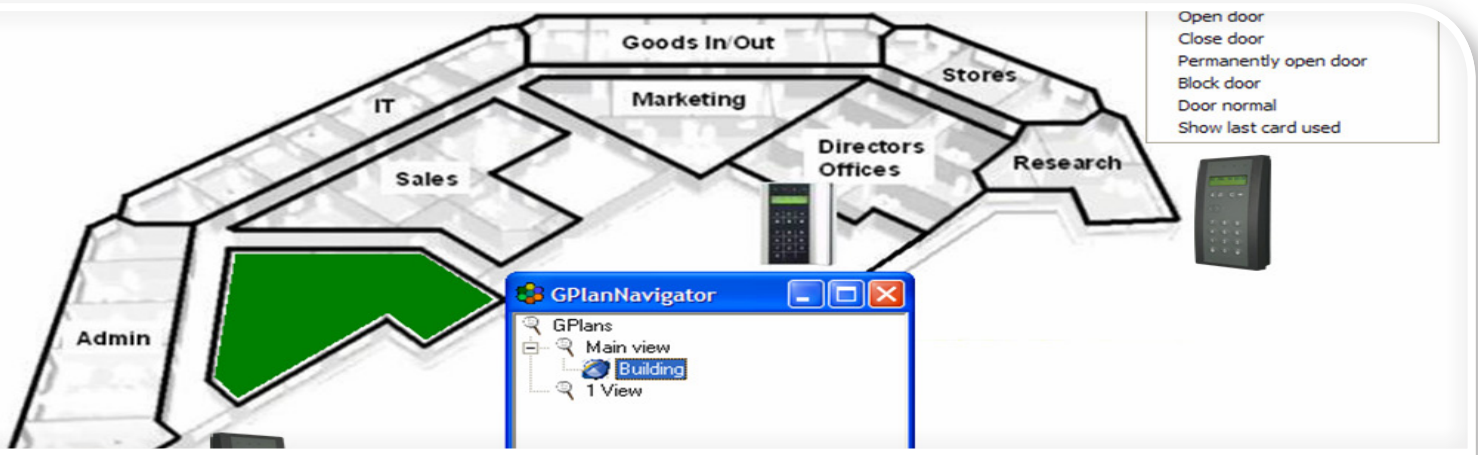 Open door
Close door
Permanently open door
Block door
Door normal
Show last card used
Goods In/Out
Stores
IT
Marketing
Directors
Offices
Research
Sales
Admin
GPlanNavigator
GPlans
Main view
Building
1 View